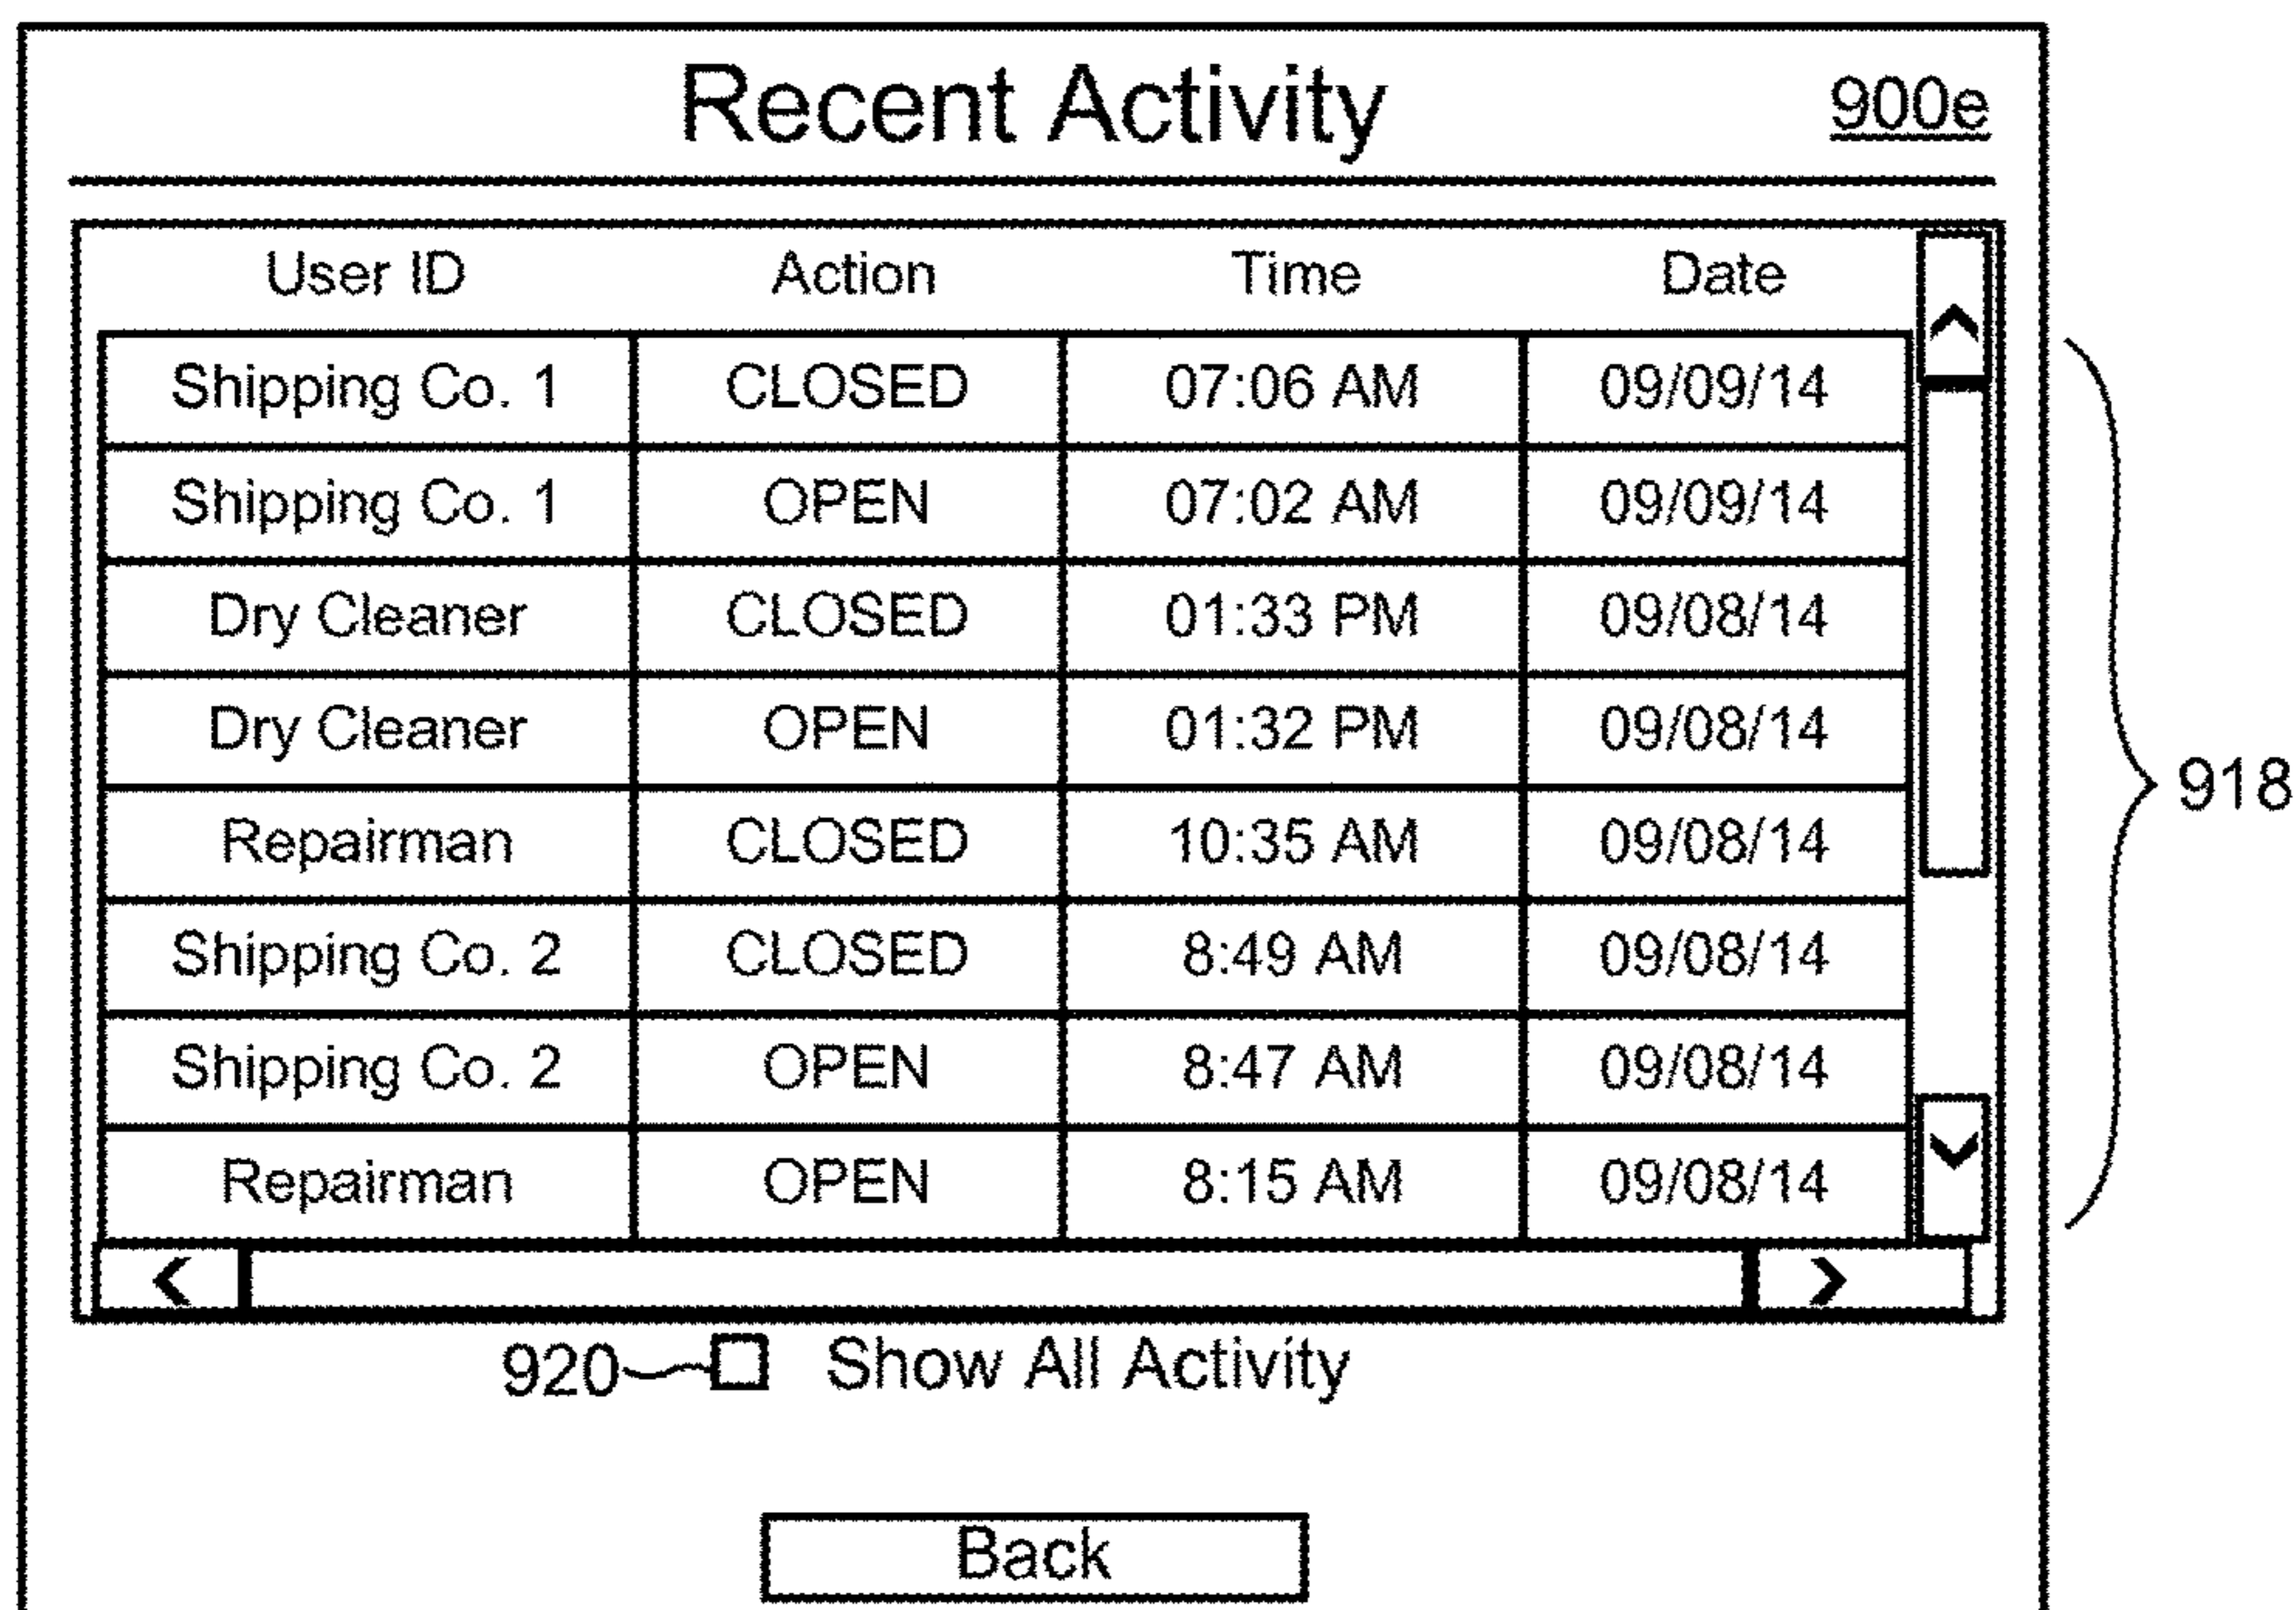 Recent Activity 900e
User ID Action Time Date
Shipping Co. 1 CLOSED 07:06 AM 09/09/14
Shipping Co. 1 OPEN 07:02 AM 09/09/14
Dry Cleaner CLOSED 01:33 PM 09/08/14
Dry Cleaner OPEN 01:32 PM 09/08/14
Repairman CLOSED 10:35 AM 09/08/14
Shipping Co. 2 CLOSED 8:49 AM 09/08/14
Shipping Co. 2 OPEN 8:47 AM 09/08/14
Repairman OPEN 8:15 AM 09/08/14
918
920 Show All Activity
Back